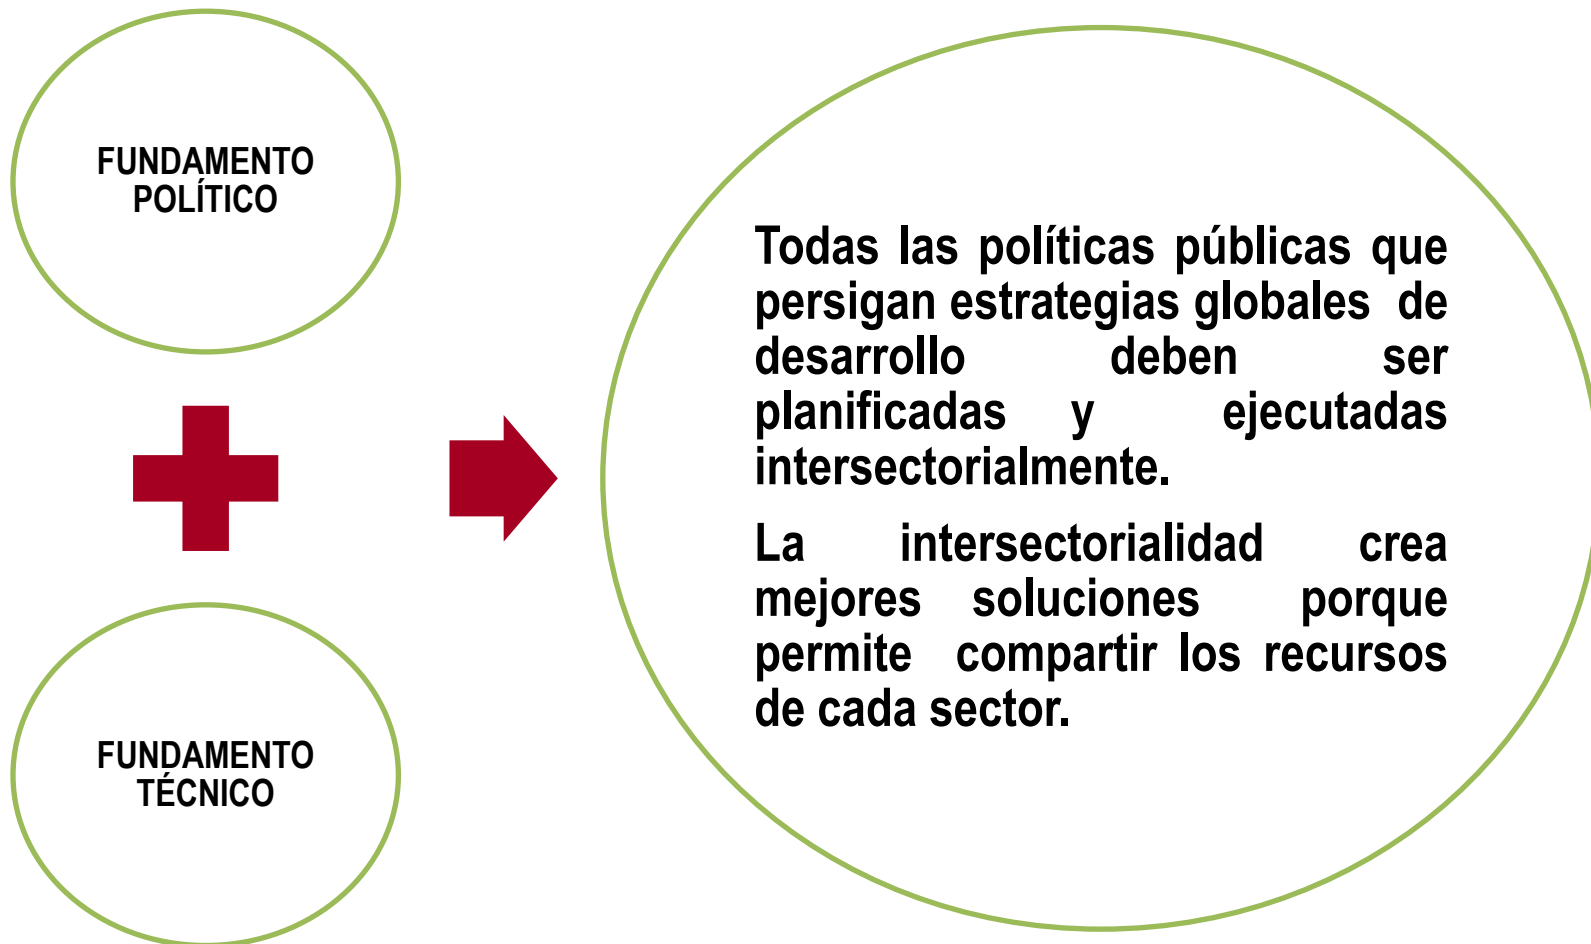 FUNDAMENTO
POLÍTICO
FUNDAMENTO
TÉCNICO
Todas las políticas públicas que
persigan estrategias globales de
desarrollo deben ser
planificadas y ejecutadas
intersectorialmente.
La intersectorialidad crea
mejores soluciones porque
permite compartir los recursos
de cada sector.